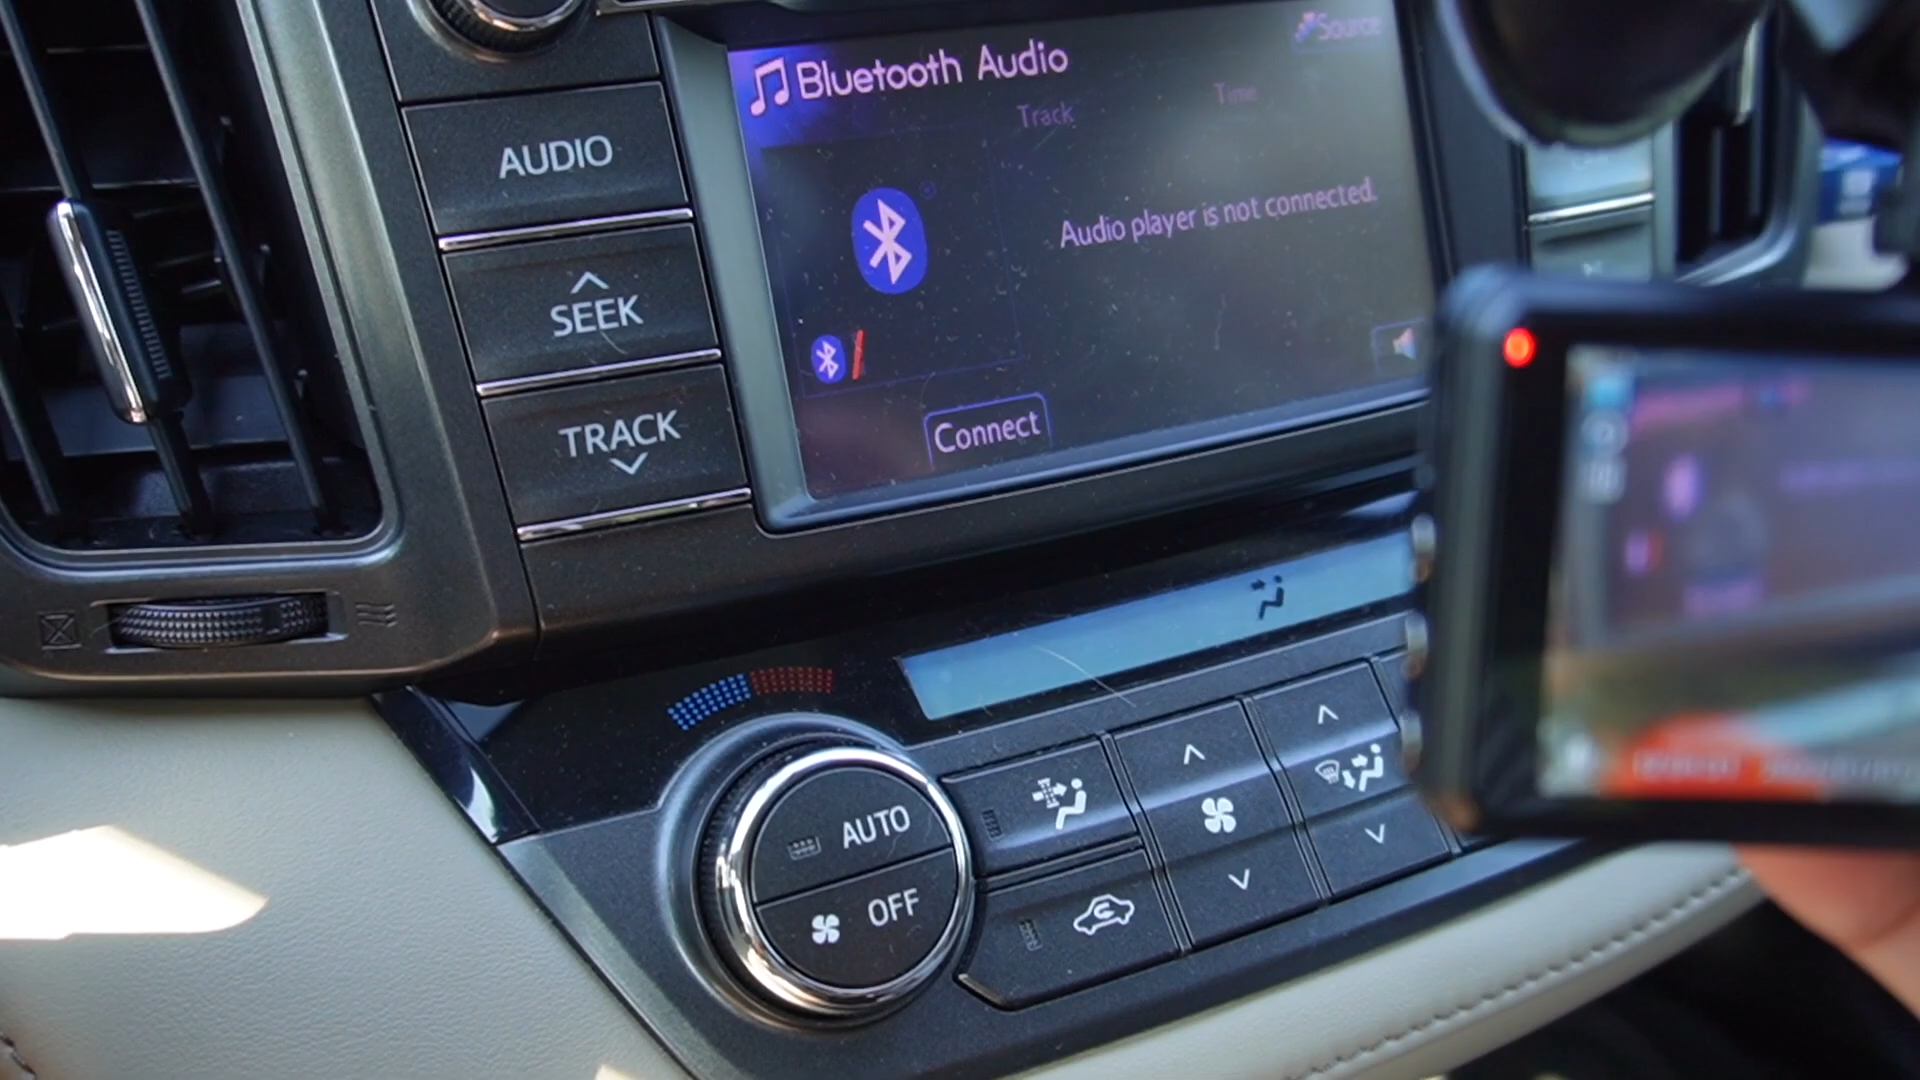 Bluetooth Audio
Source
Track
Time
Audio player is not connected.
Connect
AUDIO
SEEK
TRACK
AUTO
OFF